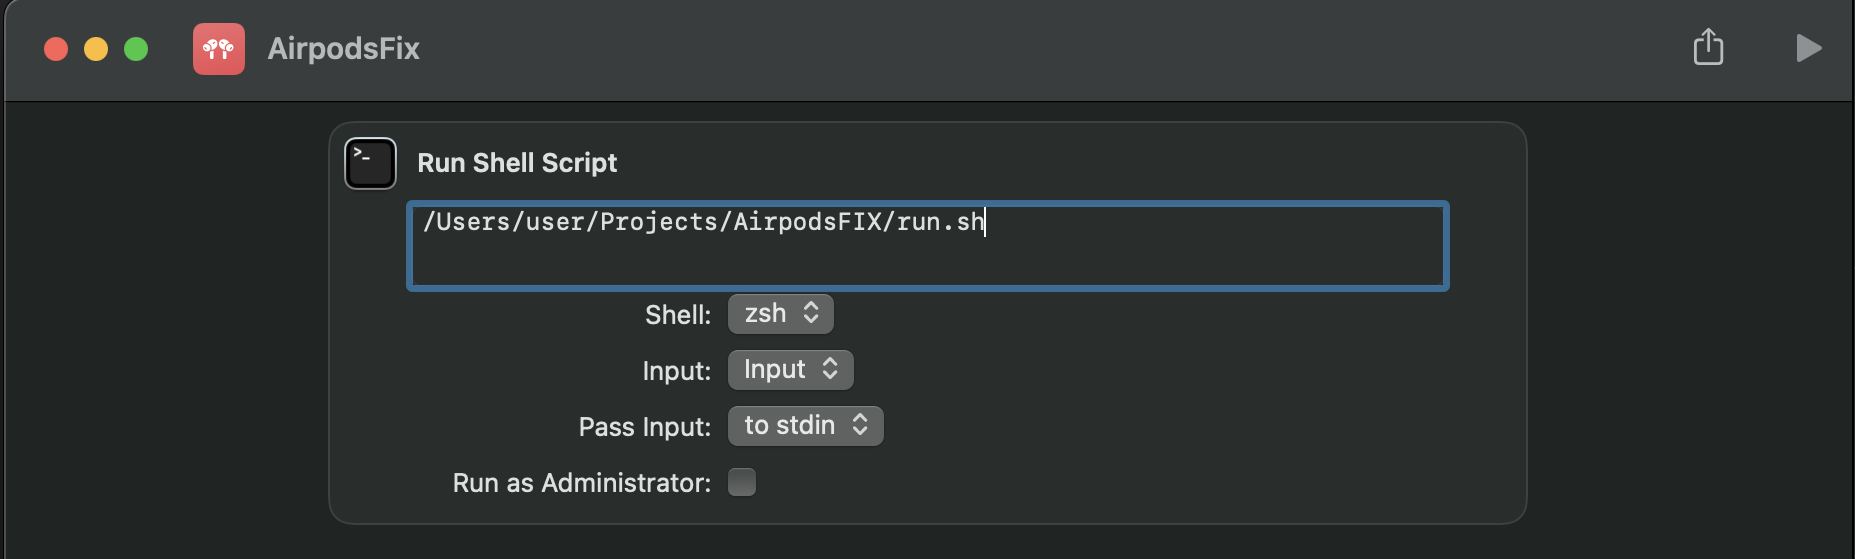 AirpodsFix
>_
Run Shell Script
/Users/user/Projects/AirpodsFIX/run.sh
Shell: zsh
Input: Input
Pass Input: to stdin
Run as Administrator: